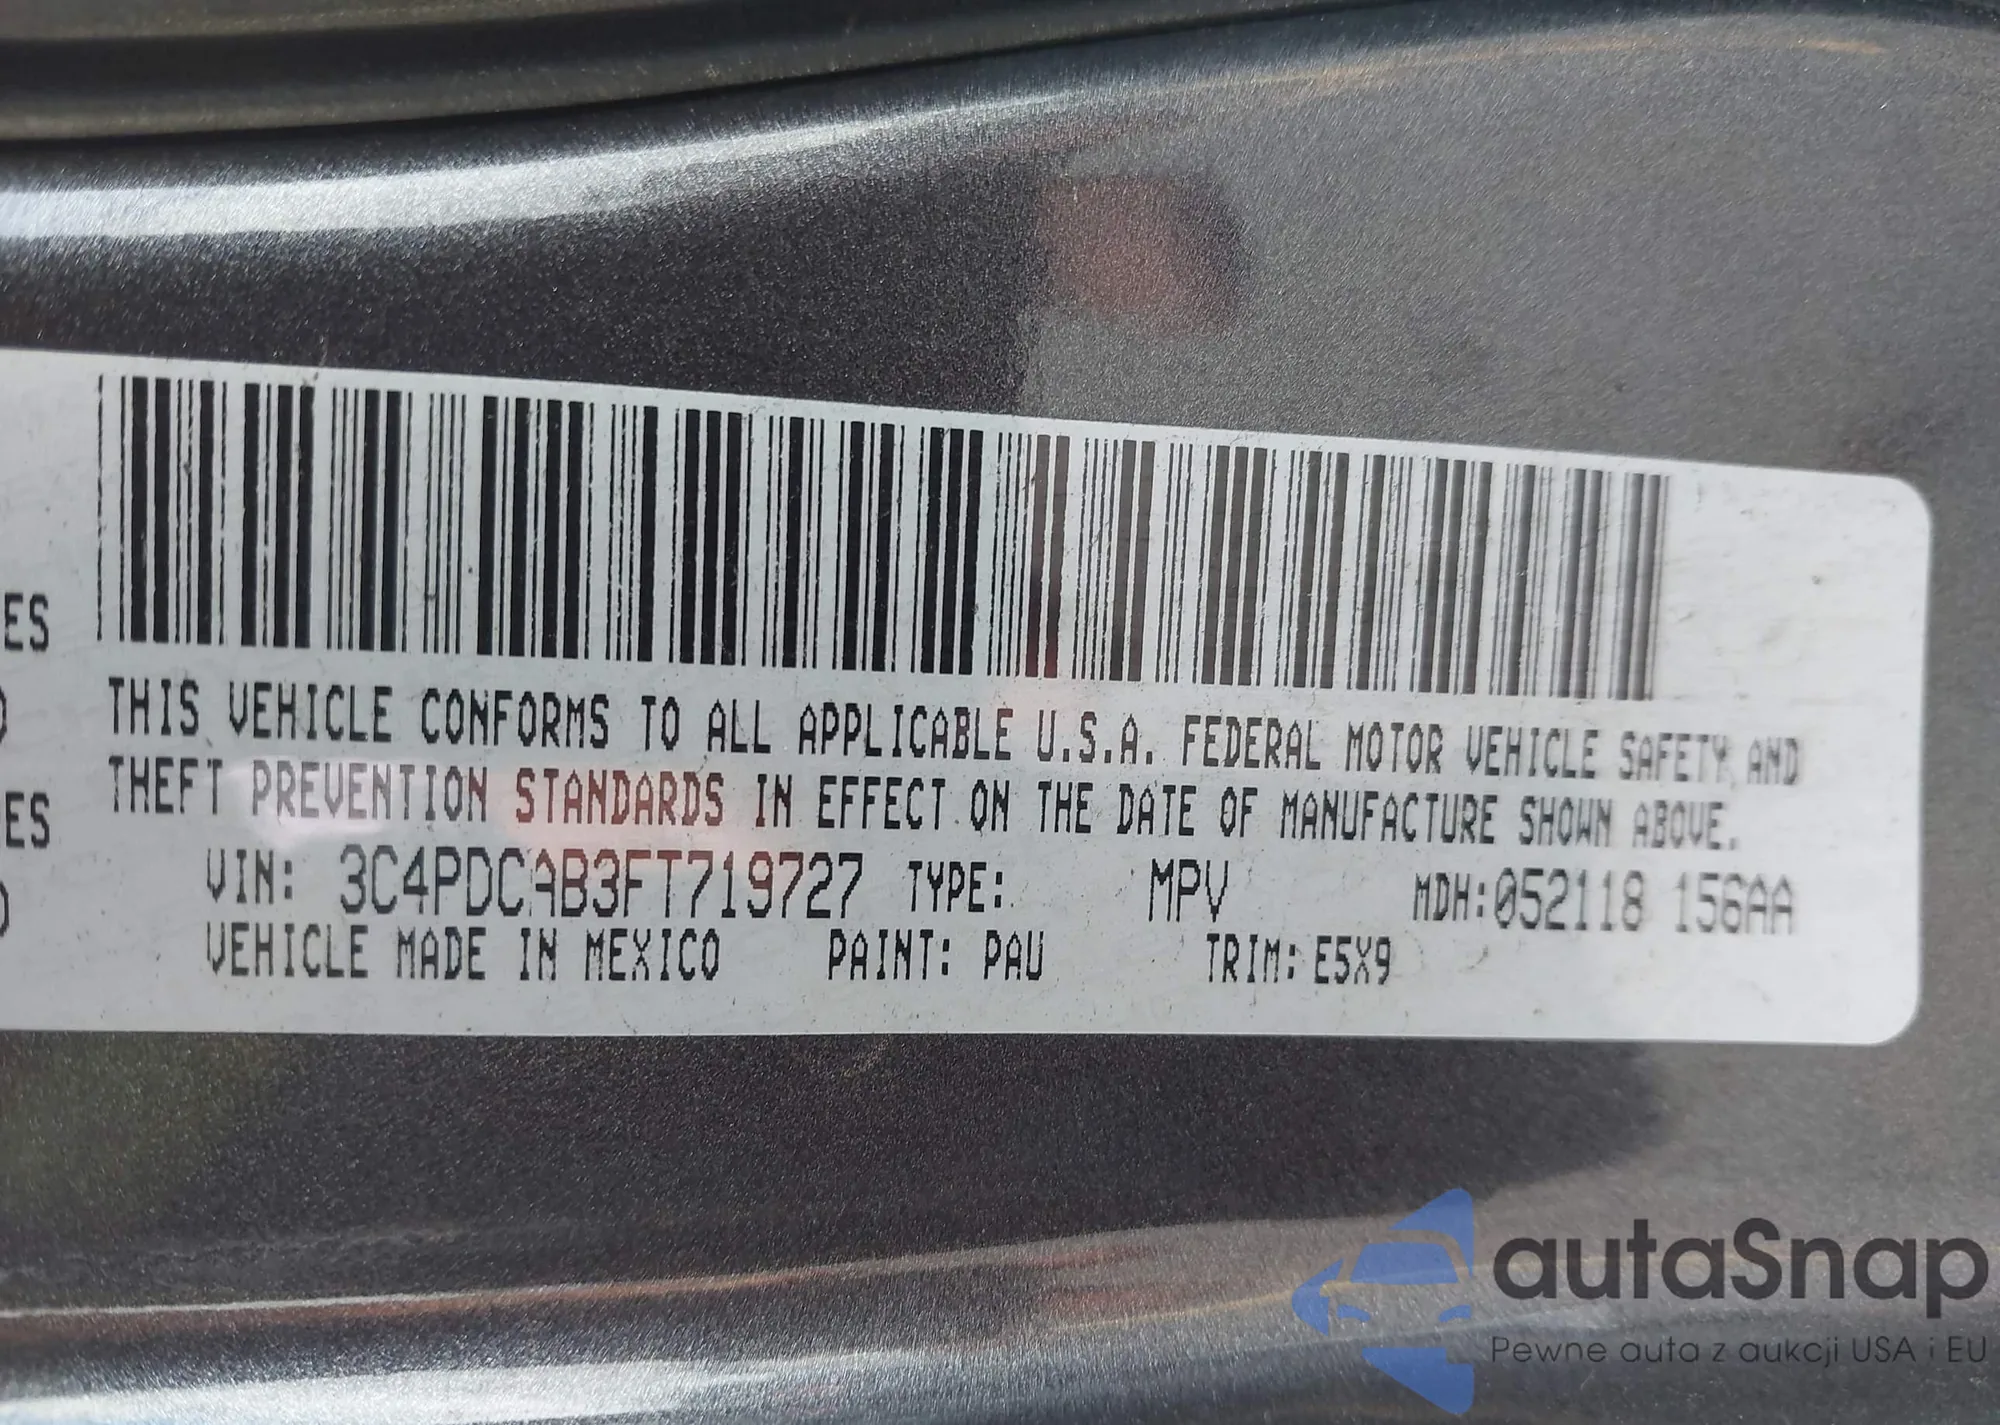 ES
THIS VEHICLE CONFORMS TO ALL APPLICABLE U.S.A. FEDERAL MOTOR VEHICLE SAFETY AND
THEFT PREVENTION STANDARDS IN EFFECT ON THE DATE OF MANUFACTURE SHOWN ABOVE.
ES
VIN: 3C4PDCAB3FT719727 TYPE: MPV MDH:052118 156AA
VEHICLE MADE IN MEXICO PAINT: PAU TRIM: E5X9
autaSnap
Pewne auta z aukcji USA i EU